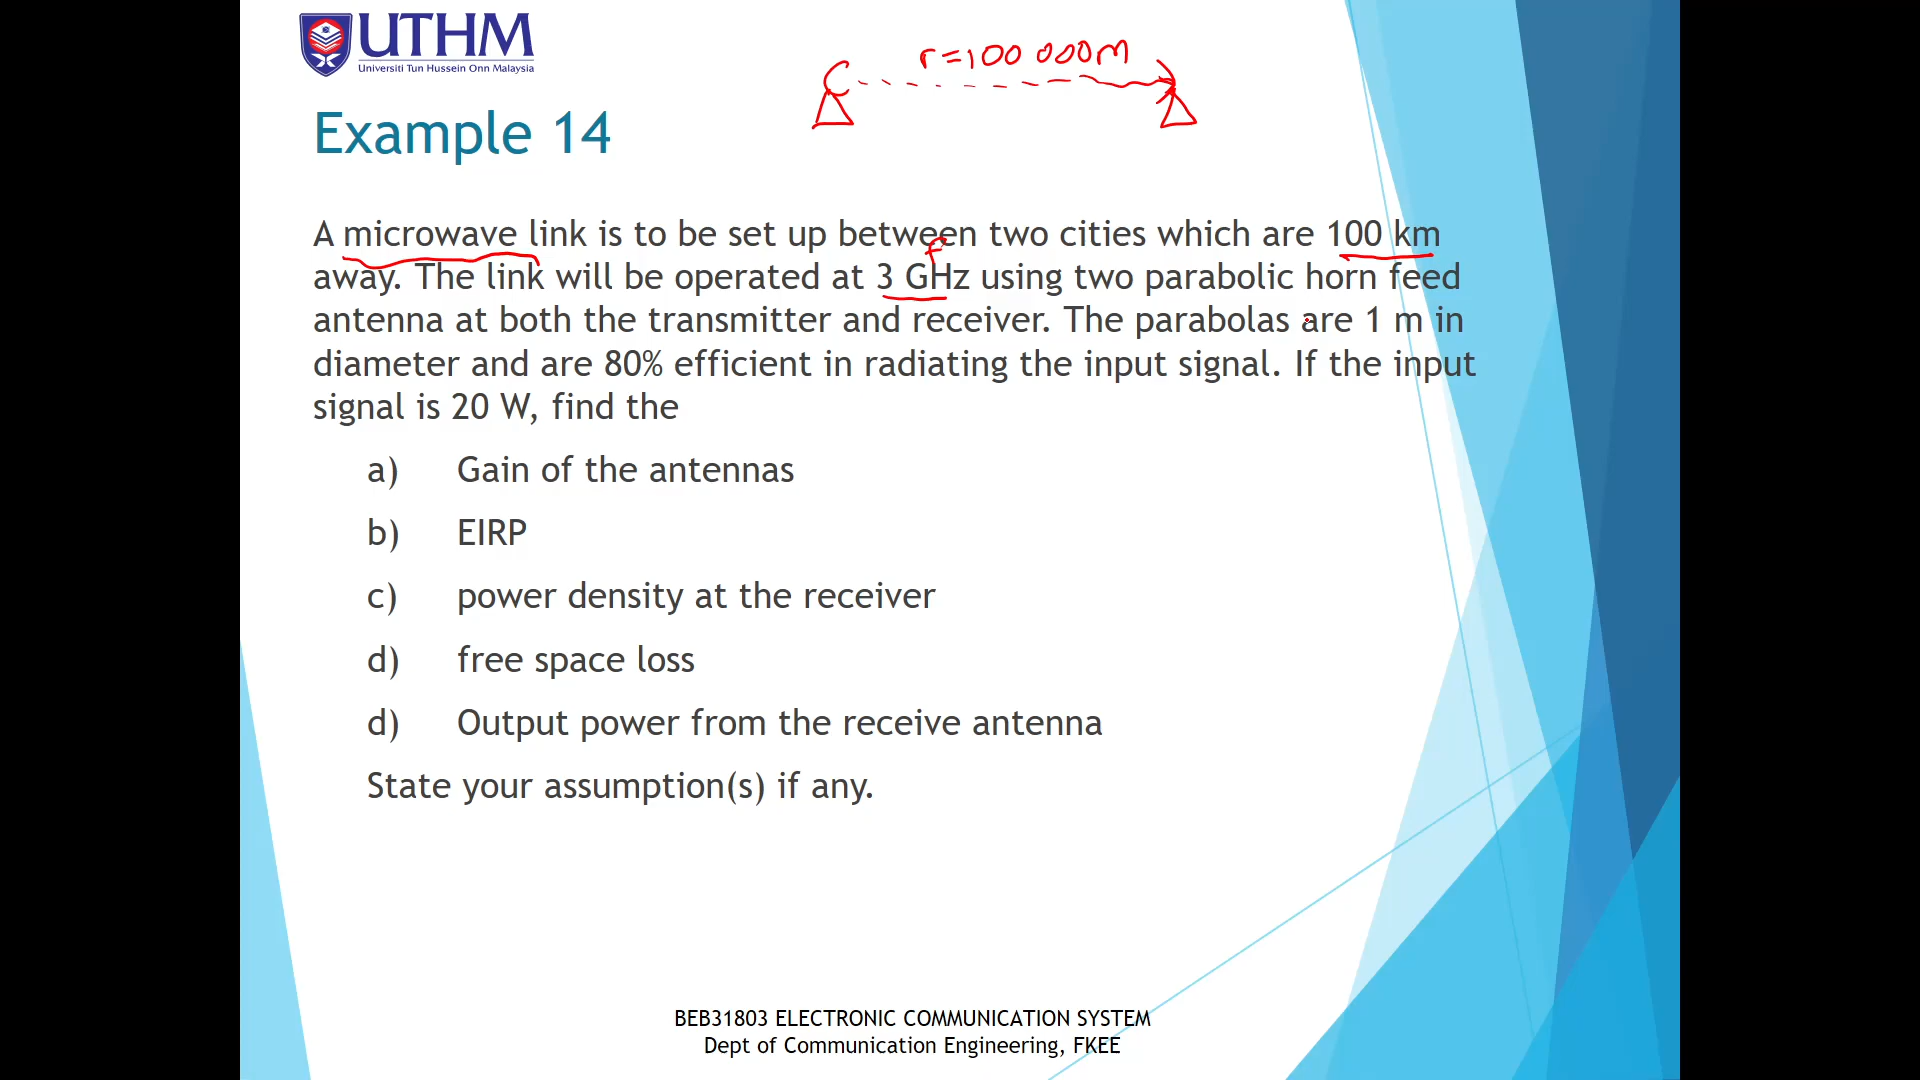 UTHM
Universiti Tun Hussein Onn Malaysia
r=100 000m
Example 14
A microwave link is to be set up between two cities which are 100 km
f
away. The link will be operated at 3 GHz using two parabolic horn feed
antenna at both the transmitter and receiver. The parabolas are 1 m in
diameter and are 80% efficient in radiating the input signal. If the input
signal is 20 W, find the
a) Gain of the antennas
b) EIRP
c) power density at the receiver
d) free space loss
d) Output power from the receive antenna
State your assumption(s) if any.
BEB31803 ELECTRONIC COMMUNICATION SYSTEM
Dept of Communication Engineering, FKEE